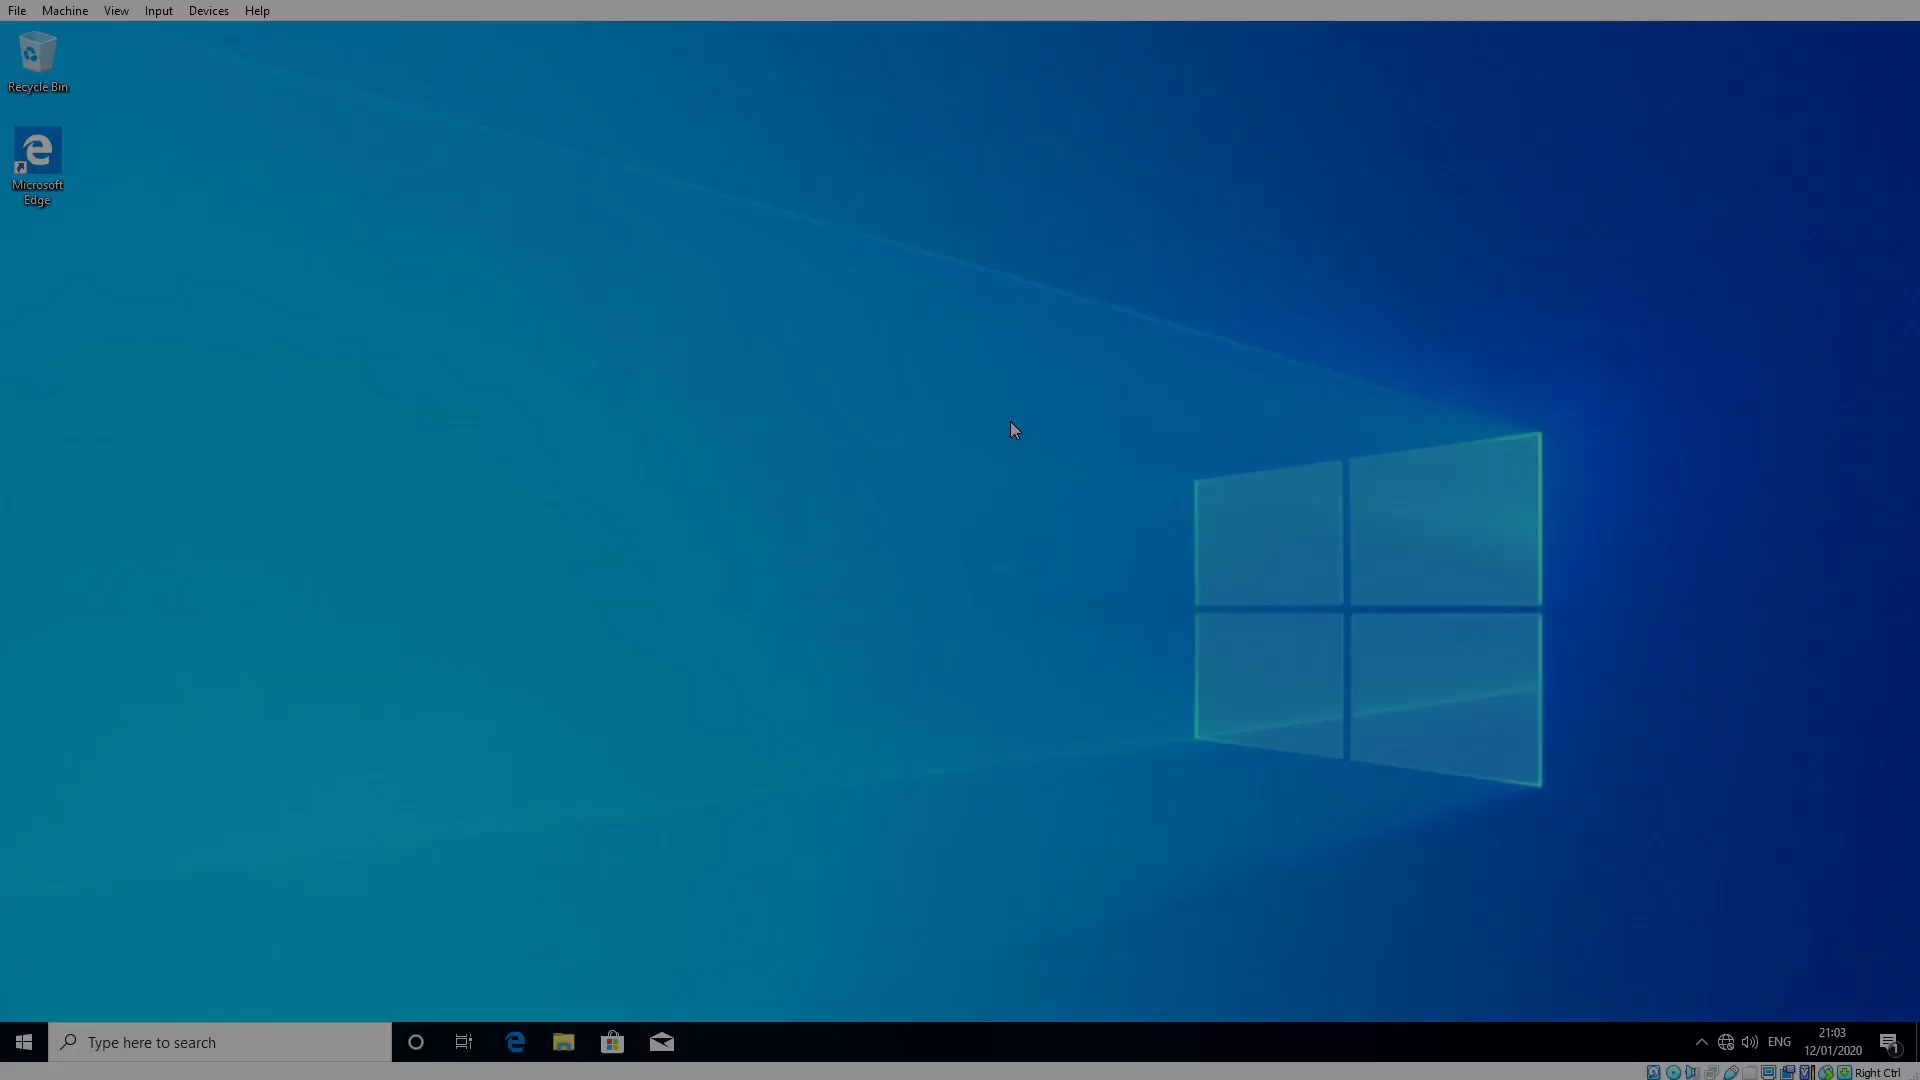 File Machine View Input Devices Help
Recycle Bin
Microsoft
Edge
Type here to search
ENG
21:03
12/01/2020
1
Right Ctrl